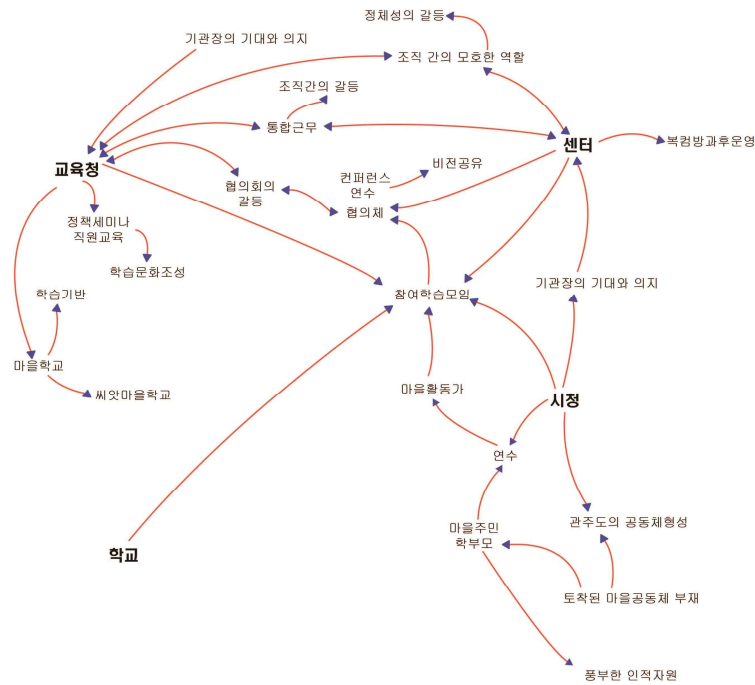 정체성의 갈등
기관장의 기대와 의지
조직 간의 모호한 역할
조직간의 갈등
통합근무
센터
복컴방과후운영
교육청
비전공유
컨퍼런스
연수
협의회의
갈등
협의체
정책세미나
직원교육
학습문화조성
기관장의 기대와 의지
학습기반
참여학습모임
마을학교
마을활동가
씨앗마을학교
시정
연수
관주도의 공동체형성
마을주민
학부모
학교
토착된 마을공동체 부재
풍부한 인적자원